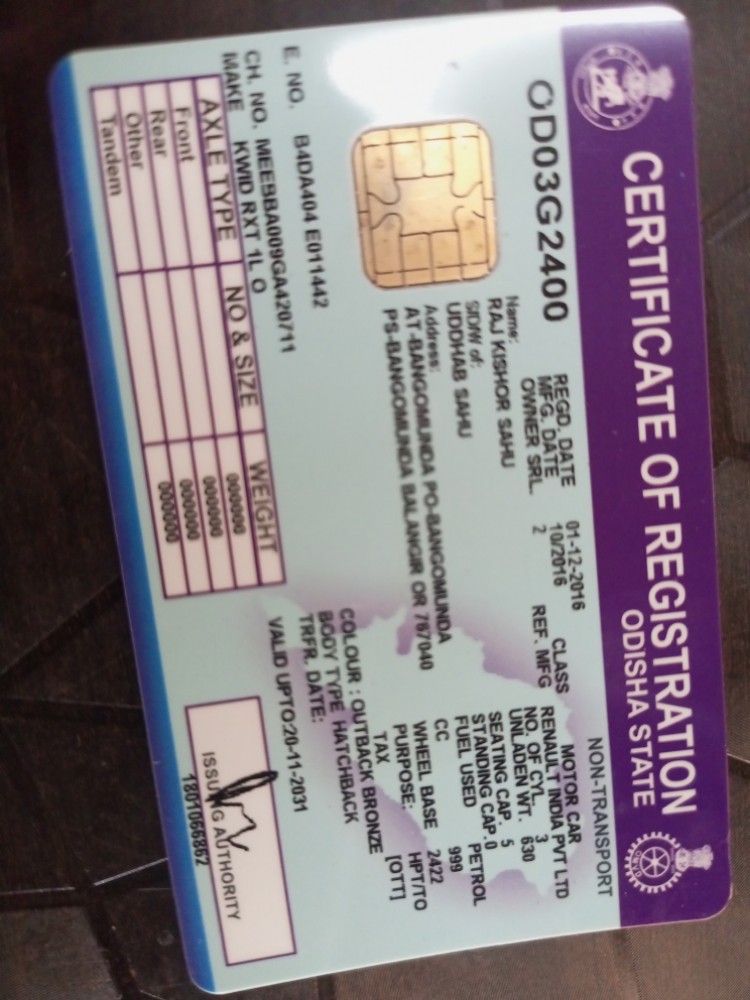 CERTIFICATE OF REGISTRATION
ODISHA STATE
NON-TRANSPORT
OD03G2400
REGD. DATE 01-12-2016
MFG. DATE 10/2016
OWNER SRL. 2
CLASS MOTOR CAR
REF. MFG RENAULT INDIA PVT LTD
NO. OF CYL. 3
UNLADEN WT. 630
SEATING CAP. 5
STANDING CAP. 0
FUEL USED PETROL
CC 999
WHEEL BASE 2422
PURPOSE: HPT/TO
TAX [OTT]
Name:
RAJ KISHOR SAHU
S/D/W of:
UDDHAB SAHU
Address:
AT-BANGOMUNDA PO-BANGOMUNDA
PS-BANGOMUNDA BALANGIR OR 767040
COLOUR : OUTBACK BRONZE
BODY TYPE HATCHBACK
TRFR. DATE:
VALID UPTO:20-11-2031
E. NO. B4DA404 E011442
CH. NO. MEEBBA009GA420711
MAKE KWID RXT 1L O
AXLE TYPE NO & SIZE WEIGHT
Front 000000
Rear 000000
Other 000000
Tandem 000000
ISSUING AUTHORITY
1801066862